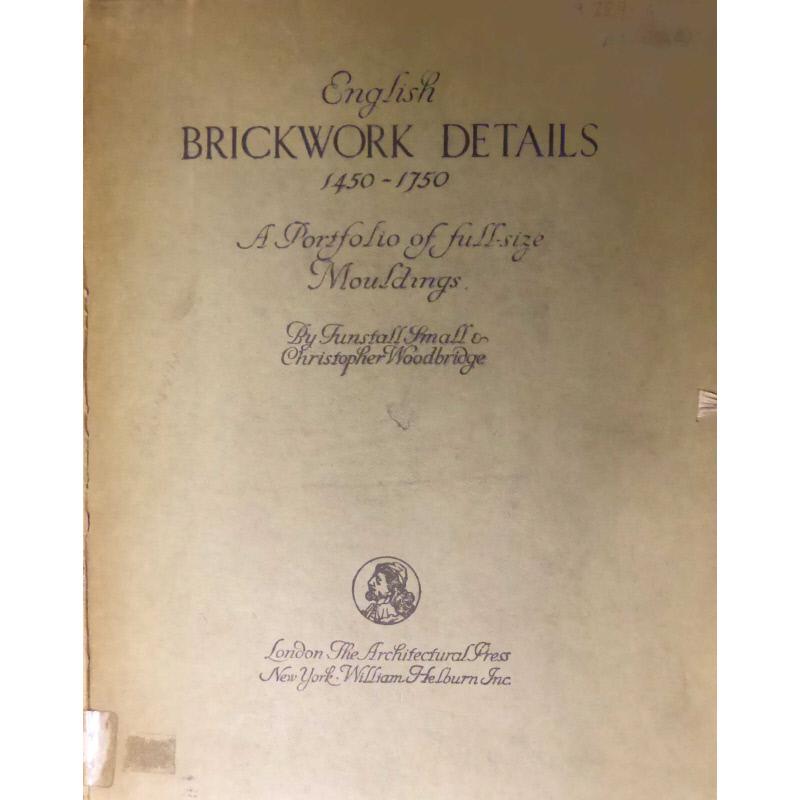 English
BRICKWORK DETAILS
1450-1750
A Portfolio of full-size
Mouldings.
By Tunstall Small &
Christopher Woodbridge
London The Architectural Press
New York. William Helburn Inc.